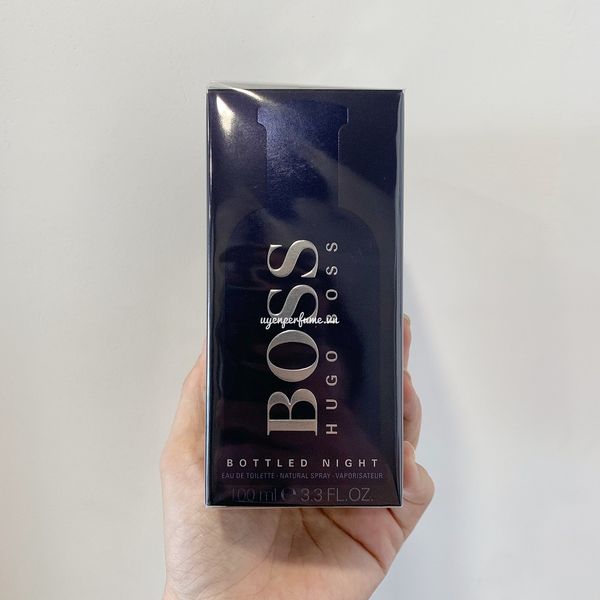 BOSS
HUGO BOSS
uyenperfume.vn
BOTTLED NIGHT
EAU DE TOILETTE · NATURAL SPRAY · VAPORISATEUR
100 ml ℮ 3.3 FL.OZ.